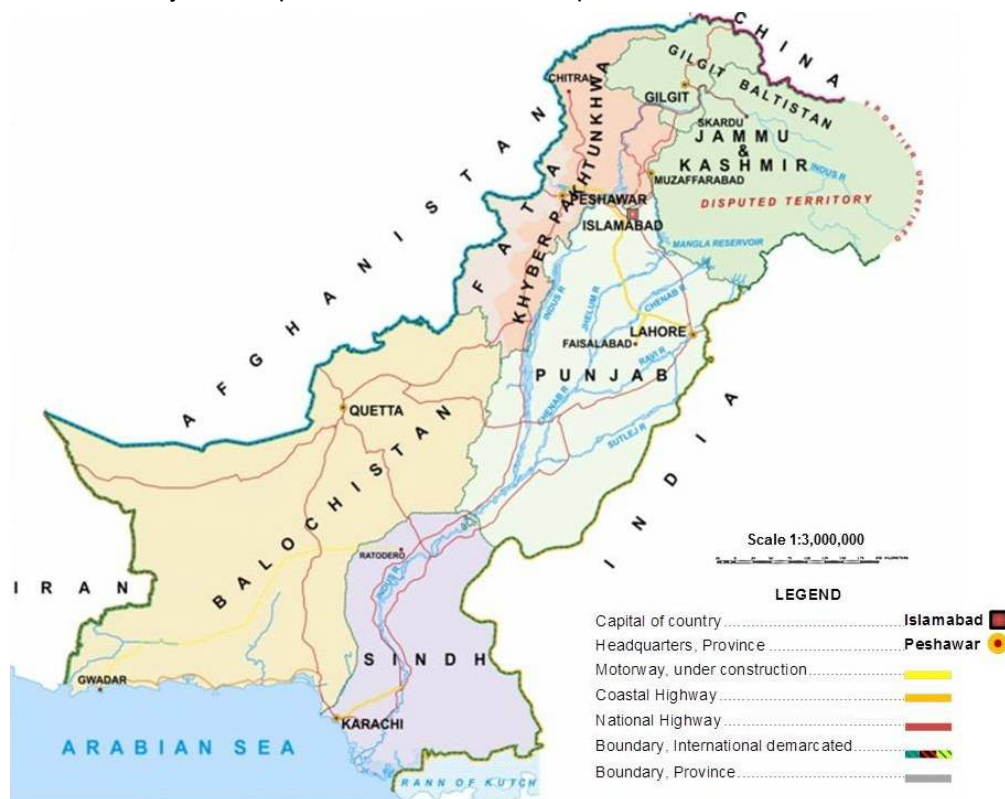 CHINA
GILGIT BALTISTAN
CHITRAL
GILGIT
SKARDU
JAMMU
&
KASHMIR
INDUS R
FRONTIER UNDEFINED
AFGHANISTAN
FATA
KHYBER PAKHTUNKHWA
MUZAFFARABAD
PESHAWAR
ISLAMABAD
DISPUTED TERRITORY
MANGLA RESERVOIR
INDUS R
JHELUM R
CHENAB R
LAHORE
FAISALABAD
RAVI R
PUNJAB
CHENAB R
SUTLEJ R
QUETTA
BALOCHISTAN
INDIA
RATODERO
INDUS R
IRAN
SINDH
GWADAR
KARACHI
ARABIAN SEA
RANN OF KUTCH
Scale 1:3,000,000
LEGEND
Capital of country Islamabad
Headquarters, Province Peshawar
Motorway, under construction
Coastal Highway
National Highway
Boundary, International demarcated
Boundary, Province